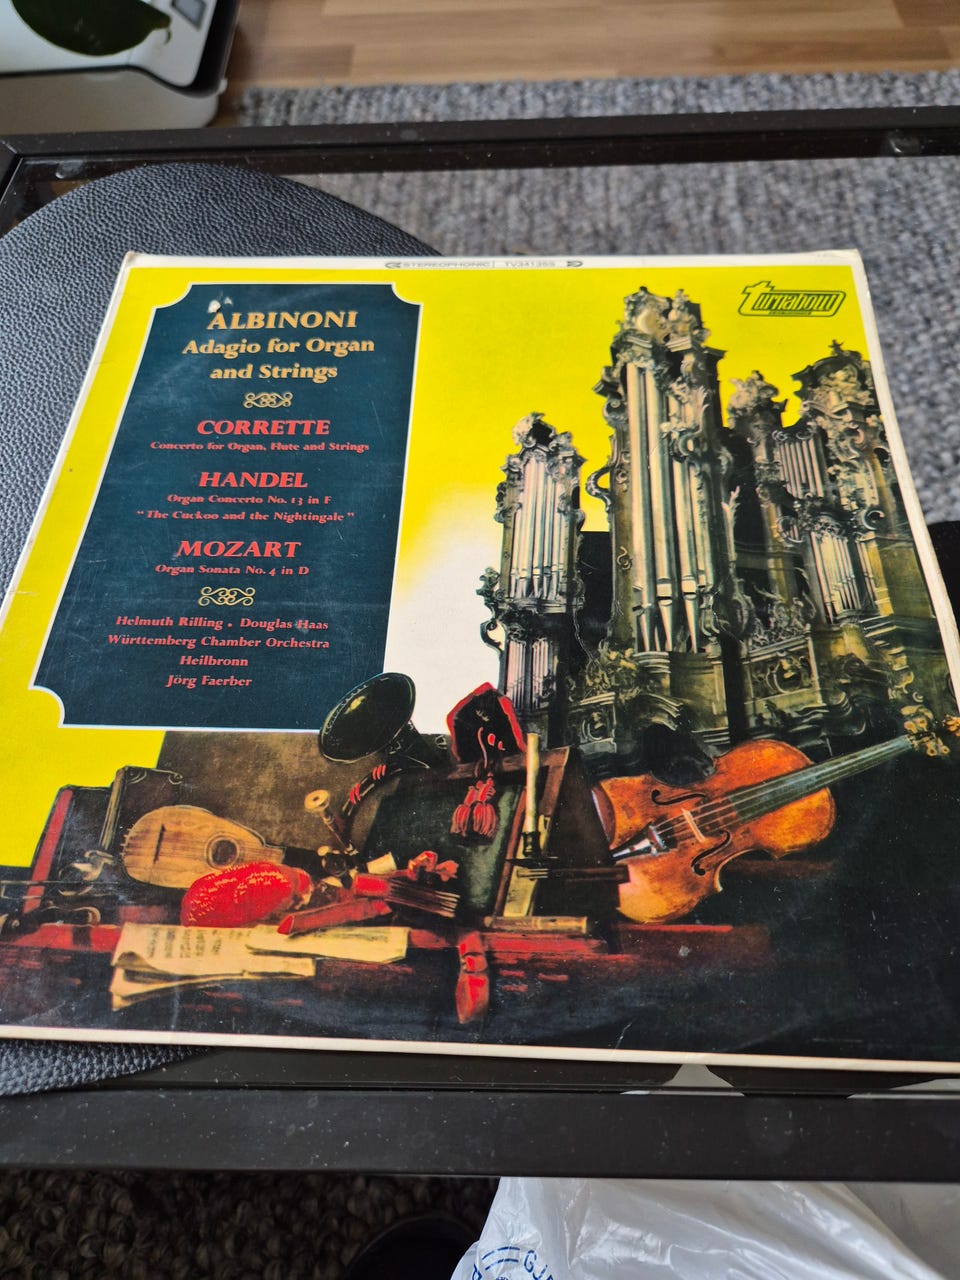 STEREOPHONIC TV34135S
turnabout
ALBINONI
Adagio for Organ
and Strings
CORRETTE
Concerto for Organ, Flute and Strings
HANDEL
Organ Concerto No. 13 in F
"The Cuckoo and the Nightingale"
MOZART
Organ Sonata No. 4 in D
Helmuth Rilling . Douglas Haas
Württemberg Chamber Orchestra
Heilbronn
Jörg Faerber